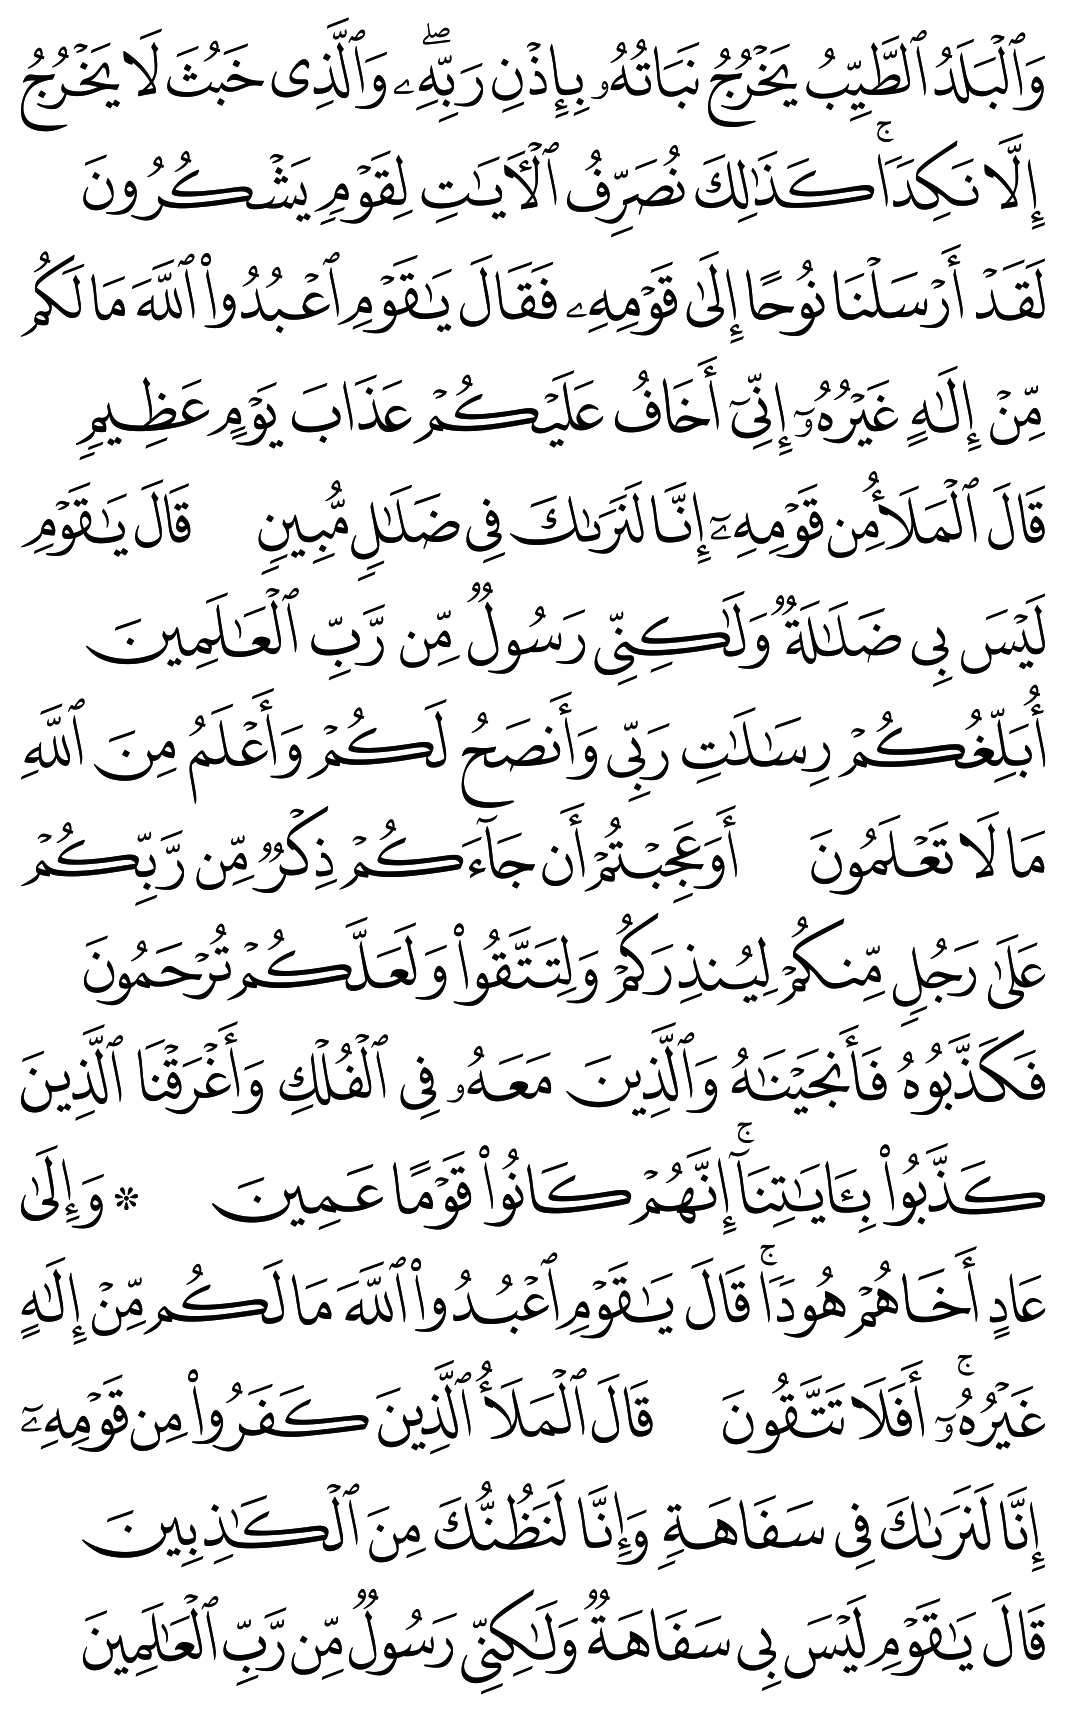 وَٱلْبَلَدُ ٱلطَّيِّبُ يَخْرُجُ نَبَاتُهُۥ بِإِذْنِ رَبِّهِۦۖ وَٱلَّذِى خَبُثَ لَا يَخْرُجُ
إِلَّا نَكِدًاۚ كَذَٰلِكَ نُصَرِّفُ ٱلْـَٔايَـٰتِ لِقَوْمٍ يَشْكُرُونَ
لَقَدْ أَرْسَلْنَا نُوحًا إِلَىٰ قَوْمِهِۦ فَقَالَ يَـٰقَوْمِ ٱعْبُدُوا۟ ٱللَّهَ مَا لَكُم
مِّنْ إِلَـٰهٍ غَيْرُهُۥٓ إِنِّىٓ أَخَافُ عَلَيْكُمْ عَذَابَ يَوْمٍ عَظِيمٍ
قَالَ ٱلْمَلَأُ مِن قَوْمِهِۦٓ إِنَّا لَنَرَىٰكَ فِى ضَلَـٰلٍ مُّبِينٍ قَالَ يَـٰقَوْمِ
لَيْسَ بِى ضَلَـٰلَةٌ وَلَـٰكِنِّى رَسُولٌ مِّن رَّبِّ ٱلْعَـٰلَمِينَ
أُبَلِّغُكُمْ رِسَـٰلَـٰتِ رَبِّى وَأَنصَحُ لَكُمْ وَأَعْلَمُ مِنَ ٱللَّهِ
مَا لَا تَعْلَمُونَ أَوَعَجِبْتُمْ أَن جَآءَكُمْ ذِكْرٌ مِّن رَّبِّكُمْ
عَلَىٰ رَجُلٍ مِّنكُمْ لِيُنذِرَكُمْ وَلِتَتَّقُوا۟ وَلَعَلَّكُمْ تُرْحَمُونَ
فَكَذَّبُوهُ فَأَنجَيْنَـٰهُ وَٱلَّذِينَ مَعَهُۥ فِى ٱلْفُلْكِ وَأَغْرَقْنَا ٱلَّذِينَ
كَذَّبُوا۟ بِـَٔايَـٰتِنَآۚ إِنَّهُمْ كَانُوا۟ قَوْمًا عَمِينَ * وَإِلَىٰ
عَادٍ أَخَاهُمْ هُودًاۚ قَالَ يَـٰقَوْمِ ٱعْبُدُوا۟ ٱللَّهَ مَا لَكُم مِّنْ إِلَـٰهٍ
غَيْرُهُۥٓۚ أَفَلَا تَتَّقُونَ قَالَ ٱلْمَلَأُ ٱلَّذِينَ كَفَرُوا۟ مِن قَوْمِهِۦٓ
إِنَّا لَنَرَىٰكَ فِى سَفَاهَةٍ وَإِنَّا لَنَظُنُّكَ مِنَ ٱلْكَـٰذِبِينَ
قَالَ يَـٰقَوْمِ لَيْسَ بِى سَفَاهَةٌ وَلَـٰكِنِّى رَسُولٌ مِّن رَّبِّ ٱلْعَـٰلَمِينَ